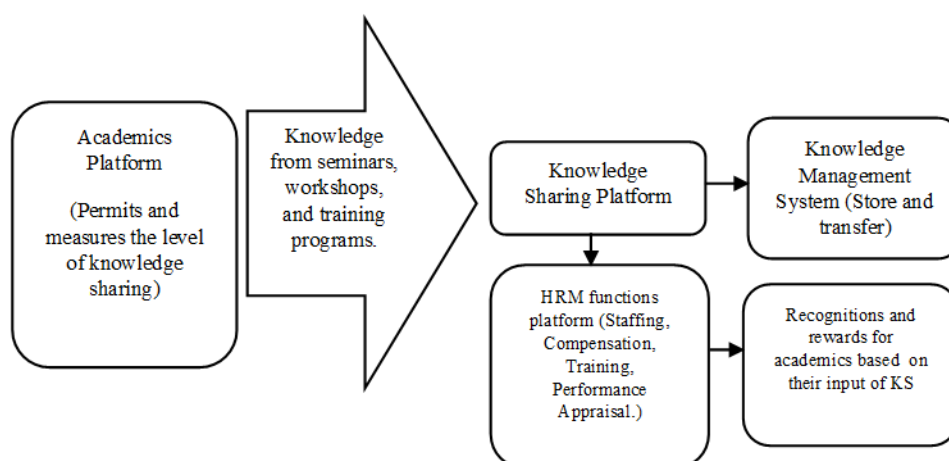 Academics
Platform
(Permits and
measures the level
of knowledge
sharing)
Knowledge
from seminars,
workshops,
and training
programs.
Knowledge
Sharing Platform
Knowledge
Management
System (Store and
transfer)
HRM functions
platform (Staffing,
Compensation,
Training,
Performance
Appraisal.)
Recognitions and
rewards for
academics based on
their input of KS